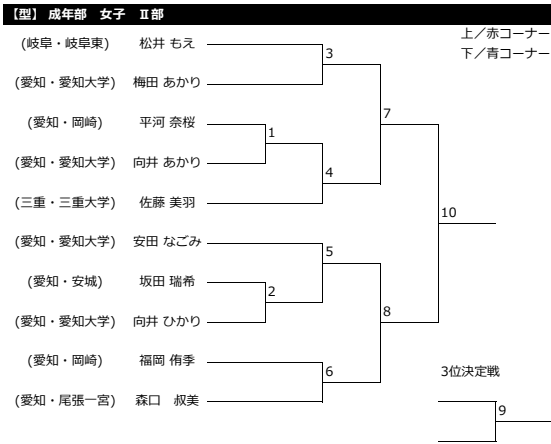 【型】 成年部　女子　Ⅱ部
上／赤コーナー
下／青コーナー
(岐阜・岐阜東)　松井 もえ
3
(愛知・愛知大学)　梅田 あかり
7
(愛知・岡崎)　平河 奈桜
1
(愛知・愛知大学)　向井 あかり
4
(三重・三重大学)　佐藤 美羽
10
(愛知・愛知大学)　安田 なごみ
5
(愛知・安城)　坂田 瑞希
2
(愛知・愛知大学)　向井 ひかり
8
(愛知・岡崎)　福岡 侑季
6
3位決定戦
(愛知・尾張一宮)　森口　叔美
9